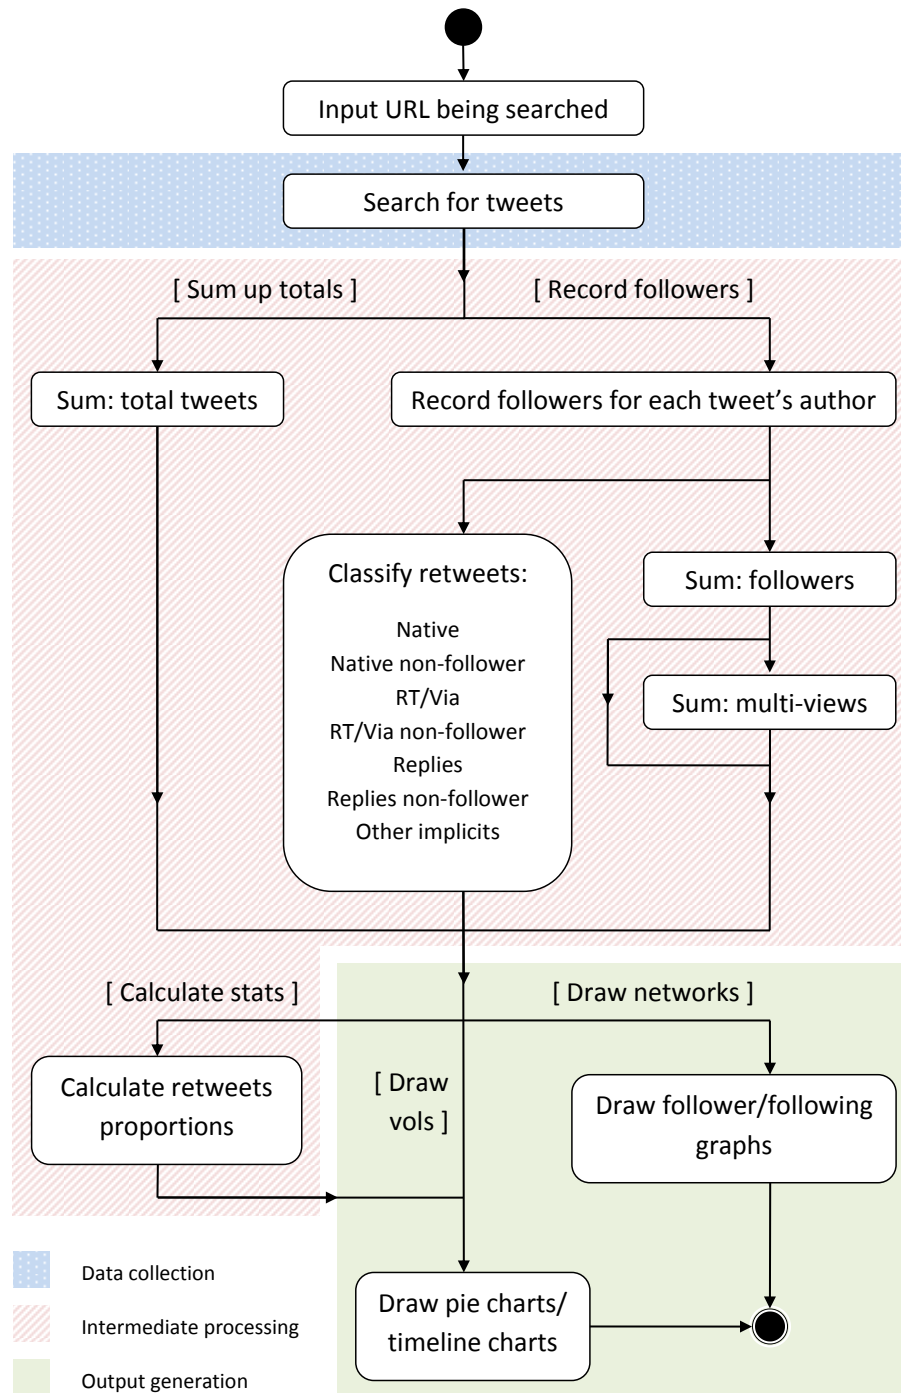 Input URL being searched
Search for tweets
[ Sum up totals ]
[ Record followers ]
Sum: total tweets
Record followers for each tweet’s author
Classify retweets:
Native
Native non-follower
RT/Via
RT/Via non-follower
Replies
Replies non-follower
Other implicits
Sum: followers
Sum: multi-views
[ Calculate stats ]
[ Draw networks ]
Calculate retweets
proportions
[ Draw
vols ]
Draw follower/following
graphs
Draw pie charts/
timeline charts
Data collection
Intermediate processing
Output generation